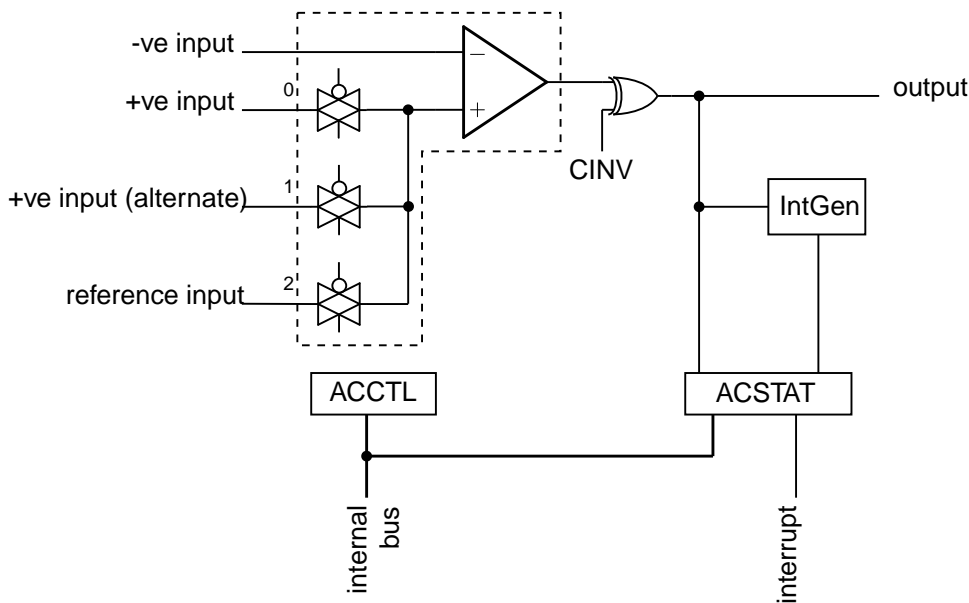 -ve input
−
+ve input
0
+
output
CINV
+ve input (alternate)
1
IntGen
reference input
2
ACCTL
ACSTAT
internal
bus
interrupt